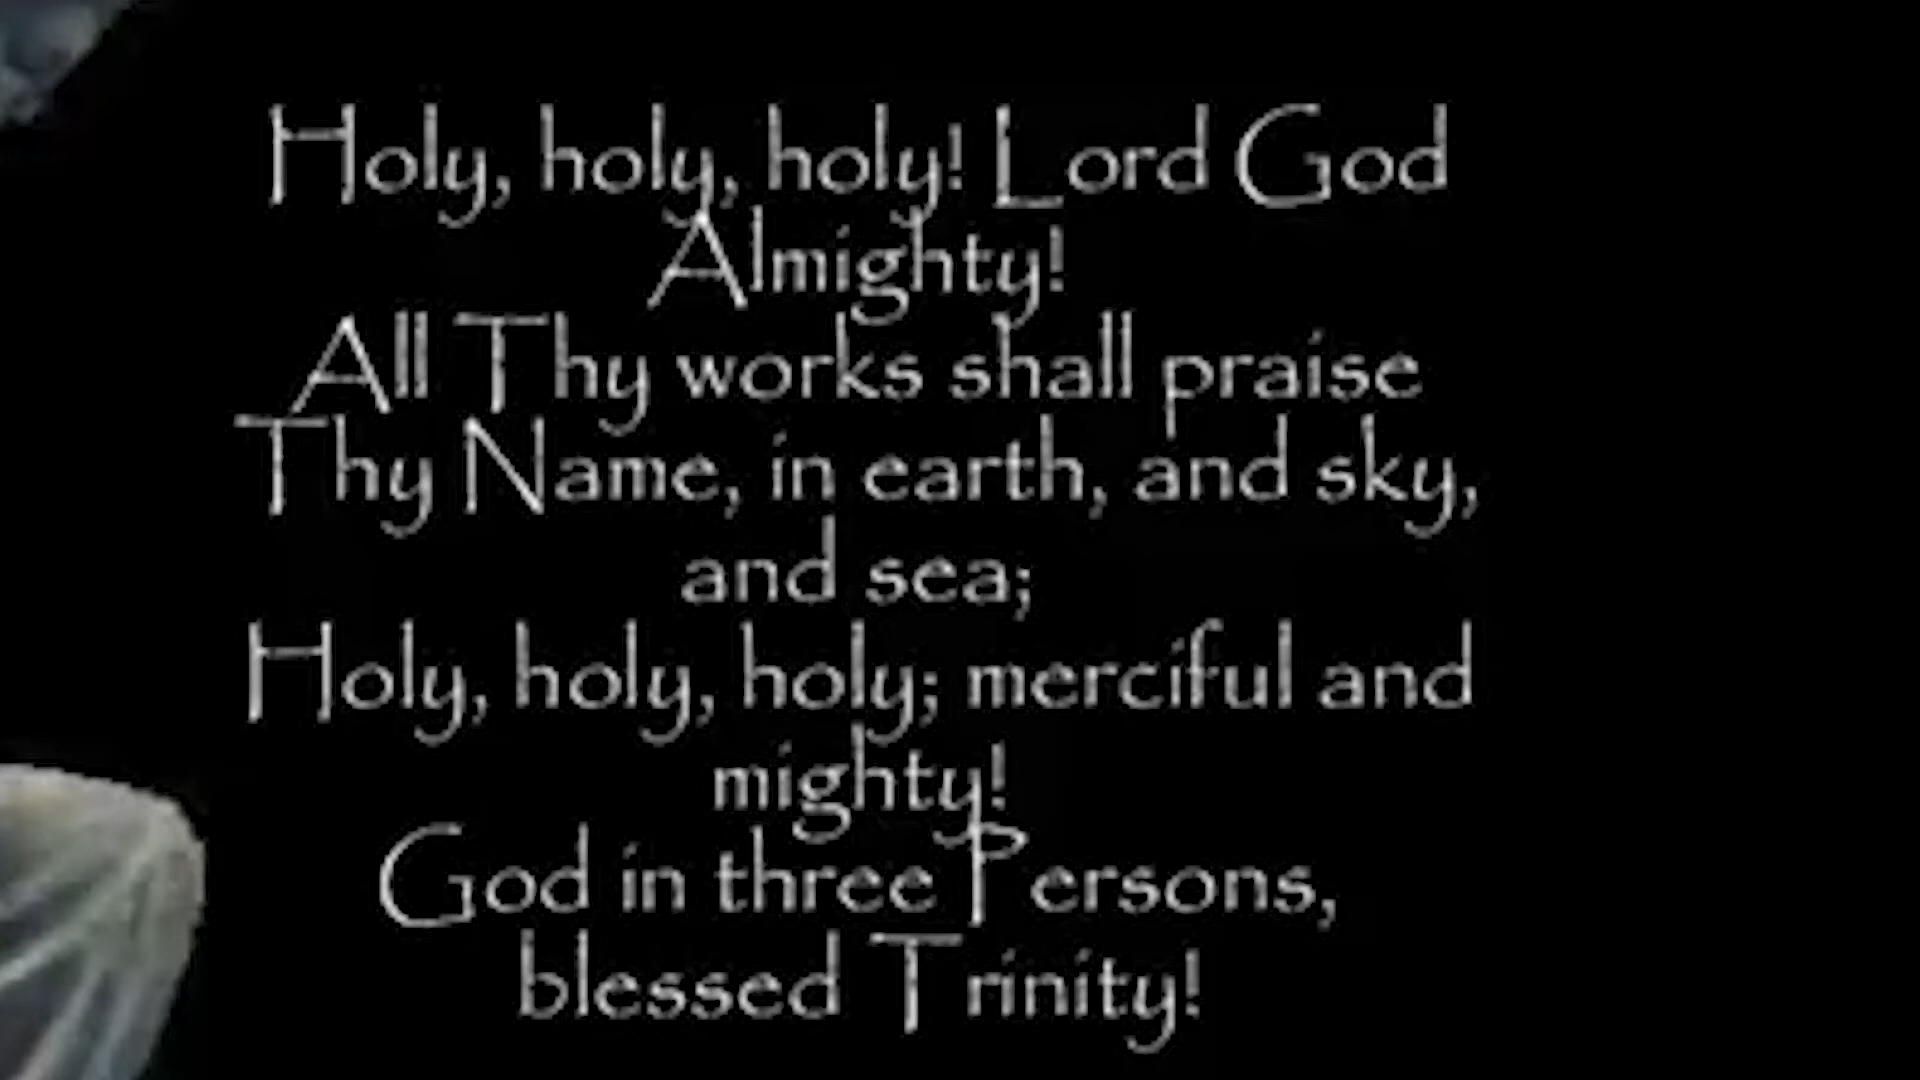 Holy, holy, holy! Lord God
Almighty!
All Thy works shall praise
Thy Name, in earth, and sky,
and sea;
Holy, holy, holy; merciful and
mighty!
God in three Persons,
blessed Trinity!